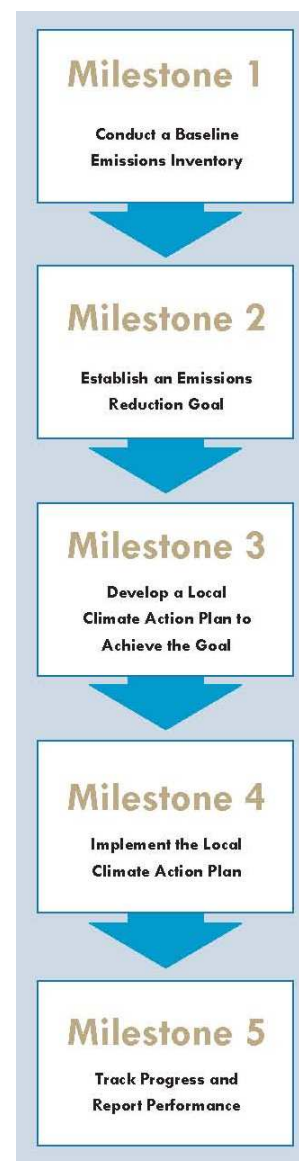 Milestone 1
Conduct a Baseline
Emissions Inventory
Milestone 2
Establish an Emissions
Reduction Goal
Milestone 3
Develop a Local
Climate Action Plan to
Achieve the Goal
Milestone 4
Implement the Local
Climate Action Plan
Milestone 5
Track Progress and
Report Performance